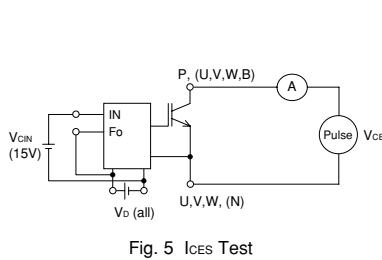 P, (U,V,W,B)
A
IN
Fo
VCIN
(15V)
Pulse
VCE
U,V,W, (N)
VD (all)
Fig. 5 ICES Test